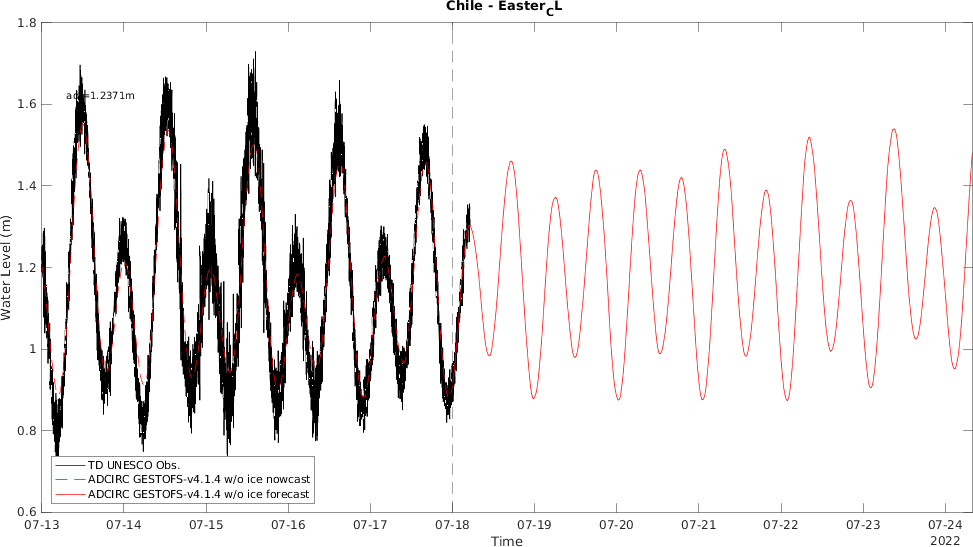 Chile - Easter_CL
1.8
1.6
1.4
1.2
1
0.8
0.6
Water Level (m)
=1.2371m
TD UNESCO Obs.
ADCIRC GESTOFS-v4.1.4 w/o ice nowcast
ADCIRC GESTOFS-v4.1.4 w/o ice forecast
07-13 07-14 07-15 07-16 07-17 07-18 07-19 07-20 07-21 07-22 07-23 07-24
Time
2022